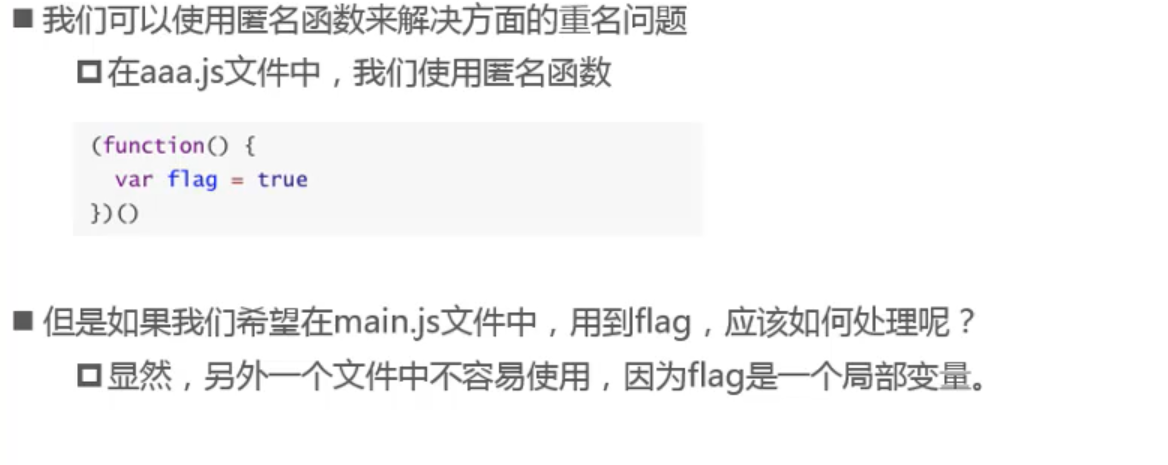 ■ 我们可以使用匿名函数来解决方面的重名问题
□ 在aaa.js文件中，我们使用匿名函数
(function() {
  var flag = true
})()
■ 但是如果我们希望在main.js文件中，用到flag，应该如何处理呢？
□ 显然，另外一个文件中不容易使用，因为flag是一个局部变量。